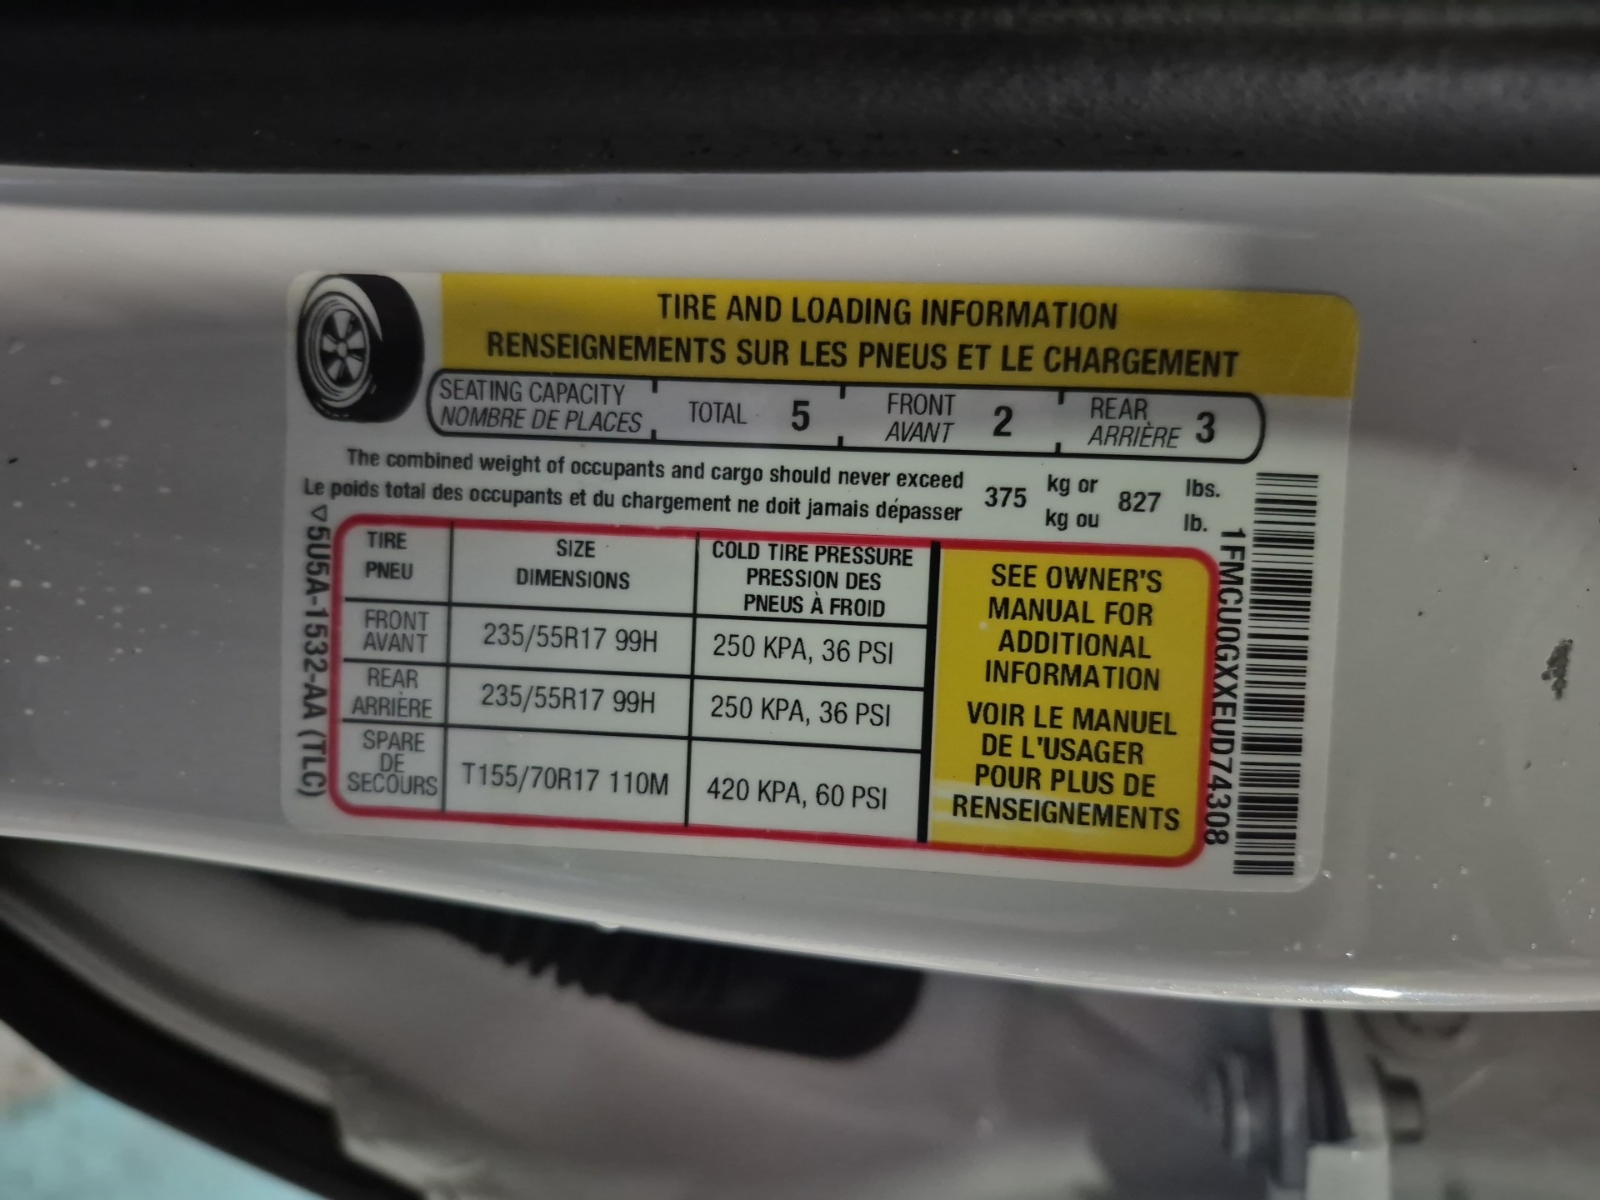 TIRE AND LOADING INFORMATION
RENSEIGNEMENTS SUR LES PNEUS ET LE CHARGEMENT
SEATING CAPACITY
NOMBRE DE PLACES
TOTAL 5
FRONT
AVANT
2
REAR
ARRIÈRE
3
The combined weight of occupants and cargo should never exceed
Le poids total des occupants et du chargement ne doit jamais dépasser
375
kg or
kg ou
827
lbs.
lb.
TIRE
PNEU
SIZE
DIMENSIONS
COLD TIRE PRESSURE
PRESSION DES
PNEUS À FROID
FRONT
AVANT
235/55R17 99H
250 KPA, 36 PSI
REAR
ARRIÈRE
235/55R17 99H
250 KPA, 36 PSI
SPARE
DE
SECOURS
T155/70R17 110M
420 KPA, 60 PSI
SEE OWNER'S
MANUAL FOR
ADDITIONAL
INFORMATION
VOIR LE MANUEL
DE L'USAGER
POUR PLUS DE
RENSEIGNEMENTS
5U5A-1532-AA (TLC)
1FMCU0GXXEUD74308